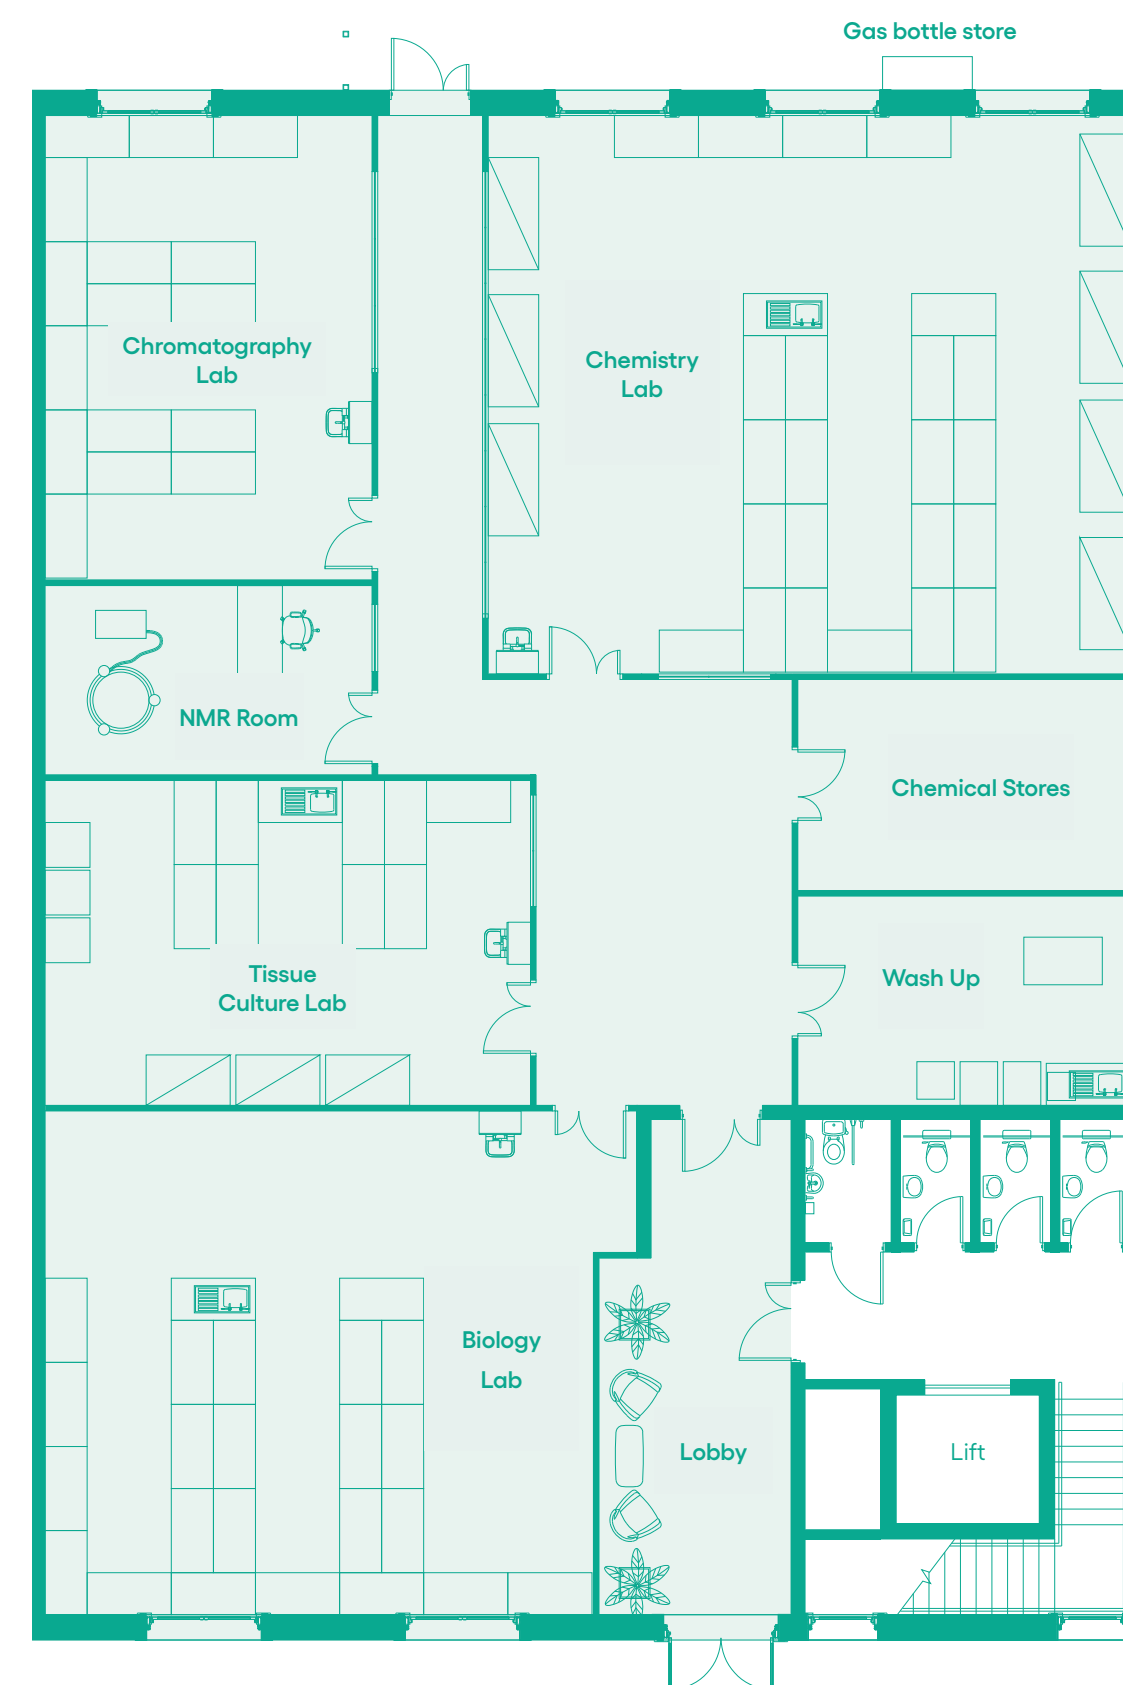 Gas bottle store
Chromatography
Lab
Chemistry
Lab
NMR Room
Chemical Stores
Tissue
Culture Lab
Wash Up
Biology
Lab
Lobby
Lift